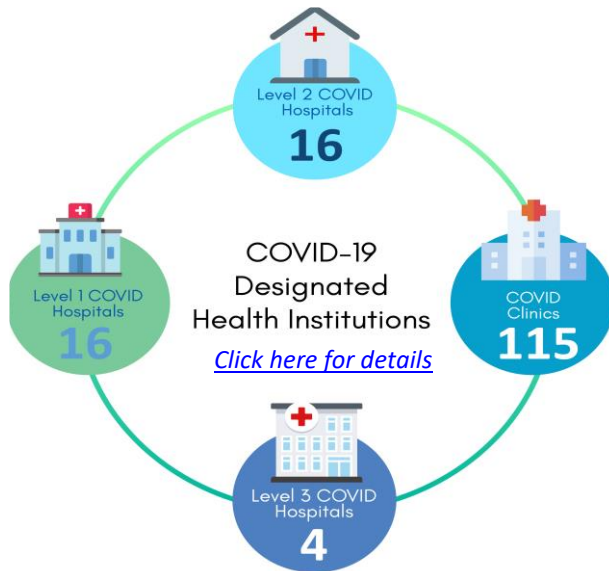 Level 2 COVID
Hospitals
16
Level 1 COVID
Hospitals
16
COVID-19
Designated
Health Institutions
Click here for details
COVID
Clinics
115
Level 3 COVID
Hospitals
4